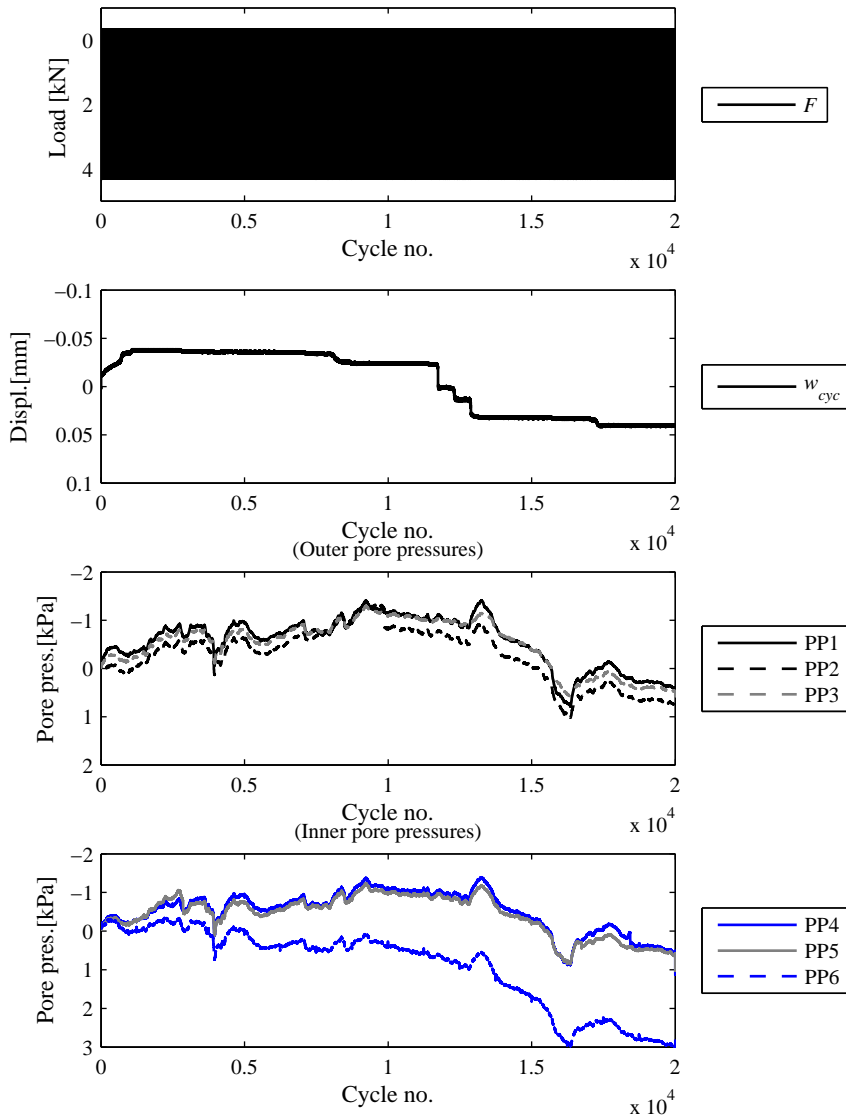 0
2
4
Load [kN]
0
0.5
1
1.5
2
Cycle no.
x 10^4
F
−0.1
−0.05
0
0.05
0.1
Displ.[mm]
0
0.5
1
1.5
2
Cycle no.
x 10^4
w_cyc
(Outer pore pressures)
−2
−1
0
1
2
Pore pres.[kPa]
0
0.5
1
1.5
2
Cycle no.
x 10^4
PP1
PP2
PP3
(Inner pore pressures)
−2
−1
0
1
2
3
Pore pres.[kPa]
0
0.5
1
1.5
2
Cycle no.
x 10^4
PP4
PP5
PP6